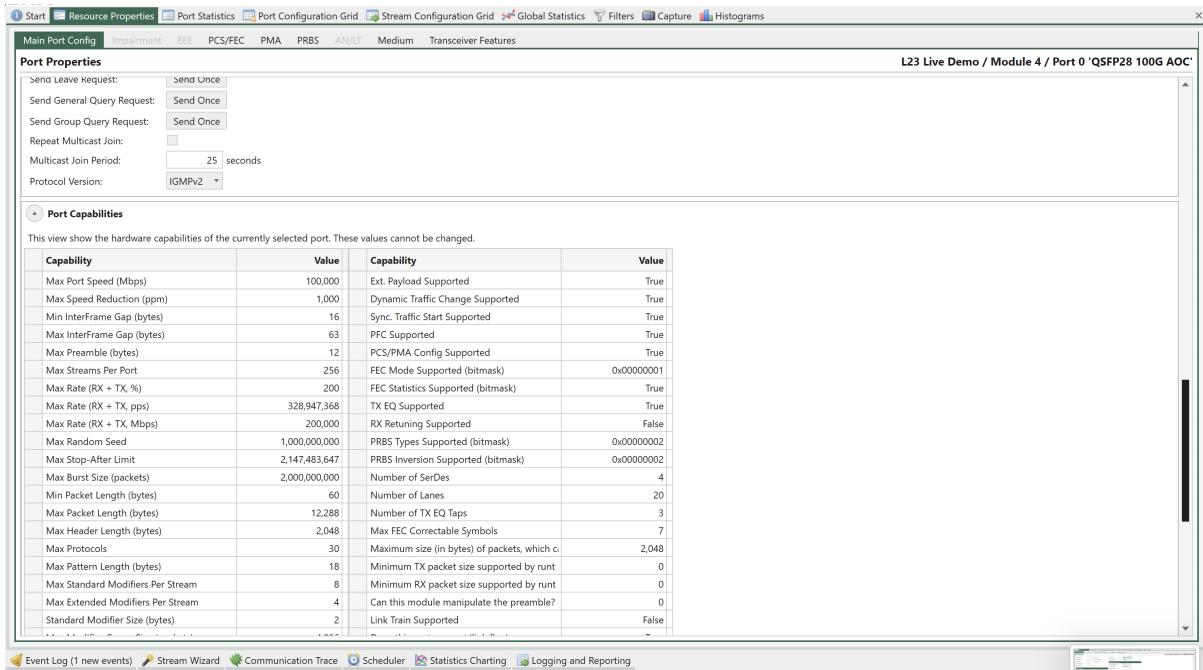 Start Resource Properties Port Statistics Port Configuration Grid Stream Configuration Grid Global Statistics Filters Capture Histograms
Main Port Config Impairment EEE PCS/FEC PMA PRBS AN/LT Medium Transceiver Features
Port Properties L23 Live Demo / Module 4 / Port 0 'QSFP28 100G AOC'
Send Leave Request: Send Once
Send General Query Request: Send Once
Send Group Query Request: Send Once
Repeat Multicast Join:
Multicast Join Period: 25 seconds
Protocol Version: IGMPv2
Port Capabilities
This view show the hardware capabilities of the currently selected port. These values cannot be changed.
Capability Value Capability Value
Max Port Speed (Mbps) 100,000 Ext. Payload Supported True
Max Speed Reduction (ppm) 1,000 Dynamic Traffic Change Supported True
Min InterFrame Gap (bytes) 16 Sync. Traffic Start Supported True
Max InterFrame Gap (bytes) 63 PFC Supported True
Max Preamble (bytes) 12 PCS/PMA Config Supported True
Max Streams Per Port 256 FEC Mode Supported (bitmask) 0x00000001
Max Rate (RX + TX, %) 200 FEC Statistics Supported (bitmask) True
Max Rate (RX + TX, pps) 328,947,368 TX EQ Supported True
Max Rate (RX + TX, Mbps) 200,000 RX Retuning Supported False
Max Random Seed 1,000,000,000 PRBS Types Supported (bitmask) 0x00000002
Max Stop-After Limit 2,147,483,647 PRBS Inversion Supported (bitmask) 0x00000002
Max Burst Size (packets) 2,000,000,000 Number of SerDes 4
Min Packet Length (bytes) 60 Number of Lanes 20
Max Packet Length (bytes) 12,288 Number of TX EQ Taps 3
Max Header Length (bytes) 2,048 Max FEC Correctable Symbols 7
Max Protocols 30 Maximum size (in bytes) of packets, which c 2,048
Max Pattern Length (bytes) 18 Minimum TX packet size supported by runt 0
Max Standard Modifiers Per Stream 8 Minimum RX packet size supported by runt 0
Max Extended Modifiers Per Stream 4 Can this module manipulate the preamble? 0
Standard Modifier Size (bytes) 2 Link Train Supported False
Event Log (1 new events) Stream Wizard Communication Trace Scheduler Statistics Charting Logging and Reporting